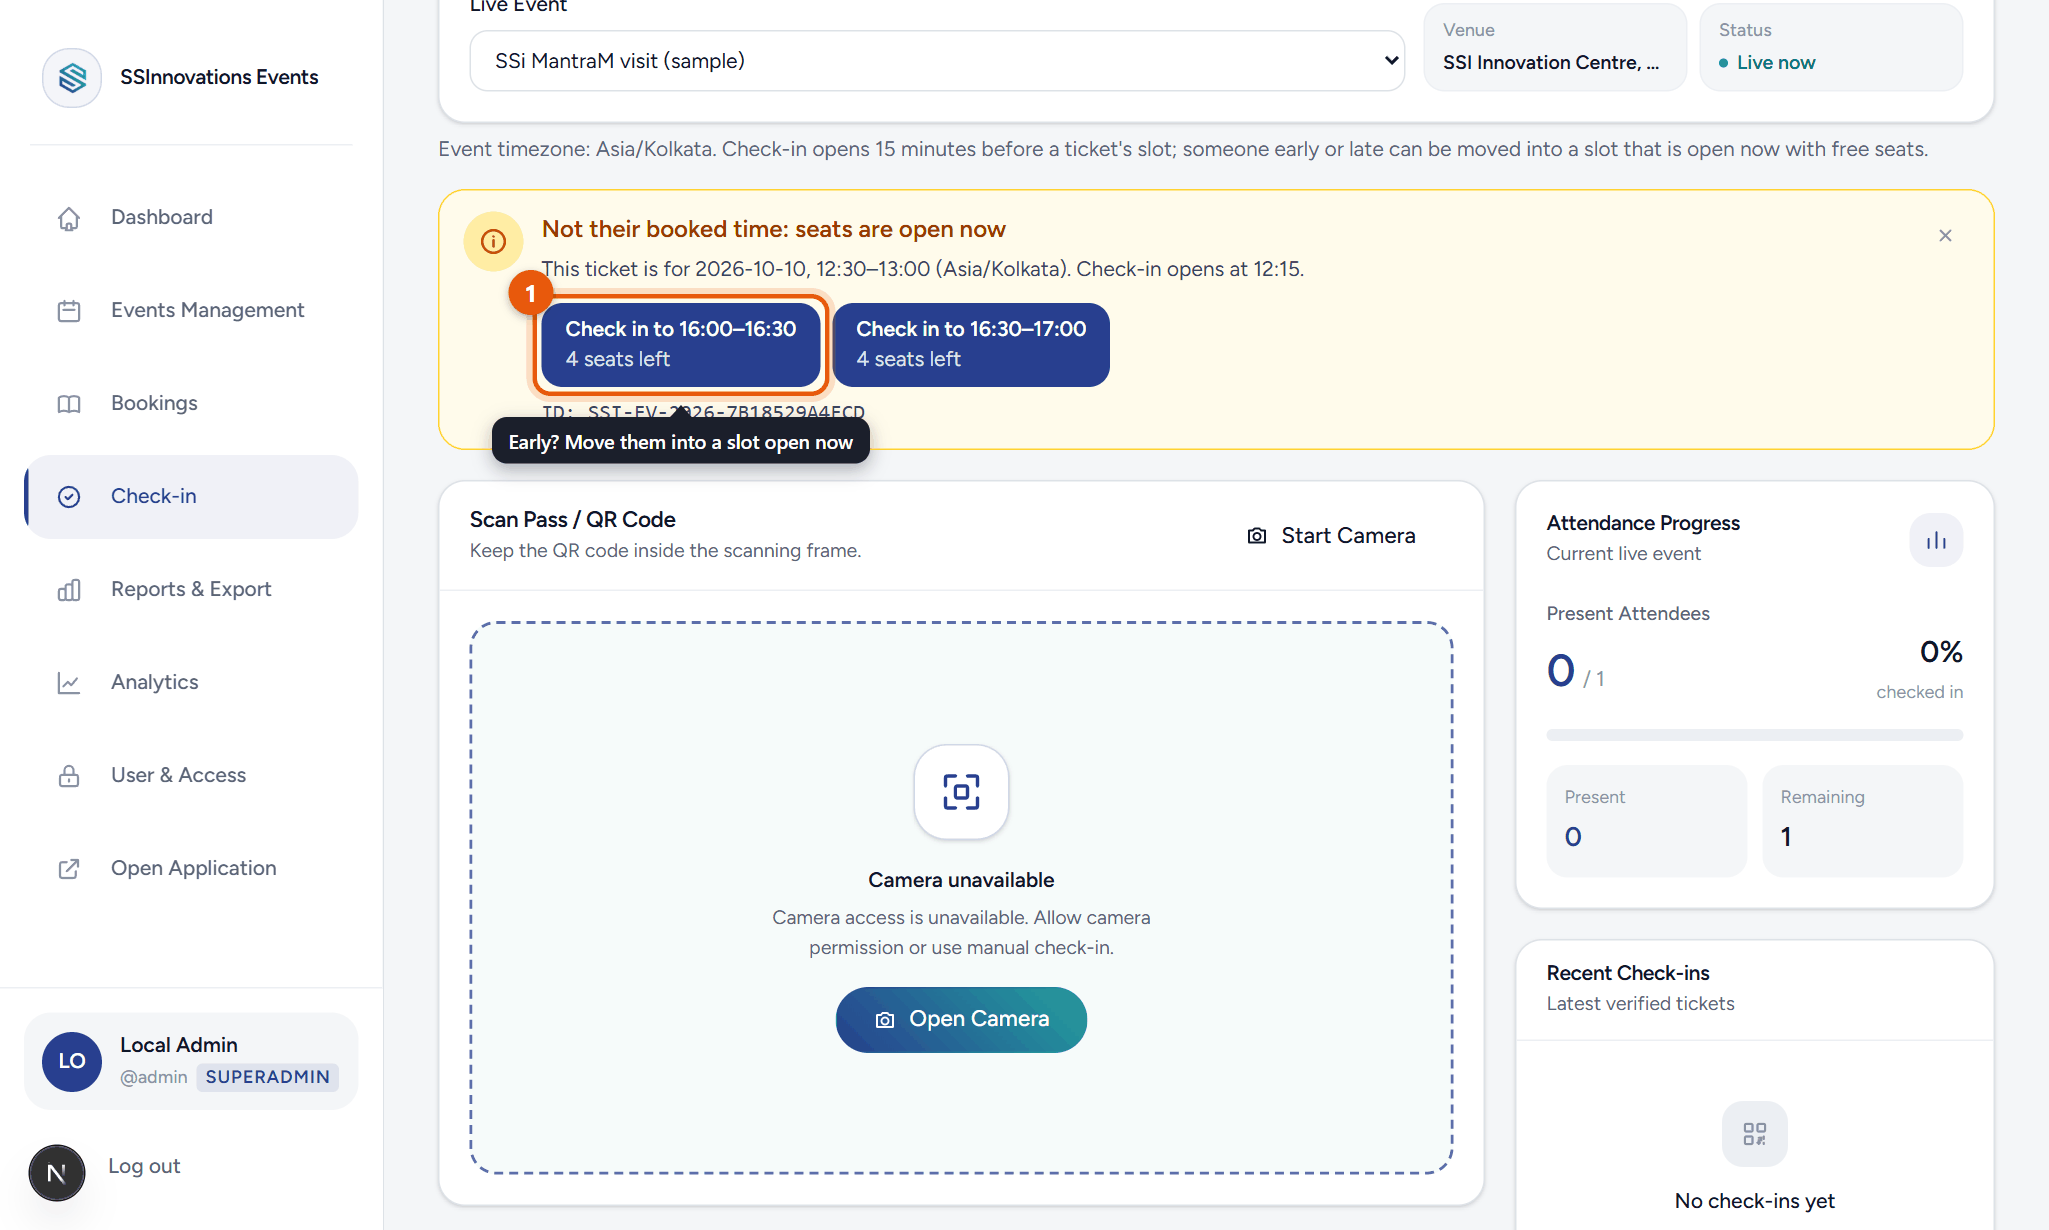 SSInnovations Events
Dashboard
Events Management
Bookings
Check-in
Reports & Export
Analytics
User & Access
Open Application
LO
Local Admin
@admin SUPERADMIN
N
Log out
Live Event
SSi MantraM visit (sample)
Venue
SSI Innovation Centre, ...
Status
Live now
Event timezone: Asia/Kolkata. Check-in opens 15 minutes before a ticket's slot; someone early or late can be moved into a slot that is open now with free seats.
Not their booked time: seats are open now
This ticket is for 2026-10-10, 12:30–13:00 (Asia/Kolkata). Check-in opens at 12:15.
1
Check in to 16:00–16:30
4 seats left
Check in to 16:30–17:00
4 seats left
ID: SSI-EV-2026-7B18529A4ECD
Early? Move them into a slot open now
Scan Pass / QR Code
Keep the QR code inside the scanning frame.
Start Camera
Camera unavailable
Camera access is unavailable. Allow camera
permission or use manual check-in.
Open Camera
Attendance Progress
Current live event
Present Attendees
0 / 1
0%
checked in
Present
0
Remaining
1
Recent Check-ins
Latest verified tickets
No check-ins yet